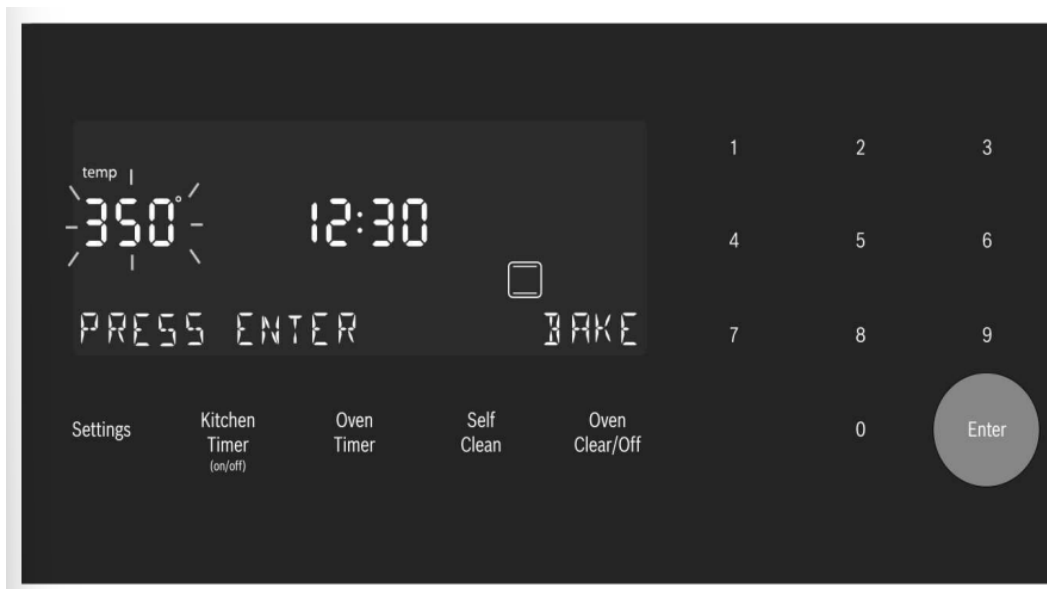 temp
350° 12:30
PRESS ENTER BAKE
1 2 3
4 5 6
7 8 9
0 Enter
Settings
Kitchen
Timer
(on/off)
Oven
Timer
Self
Clean
Oven
Clear/Off